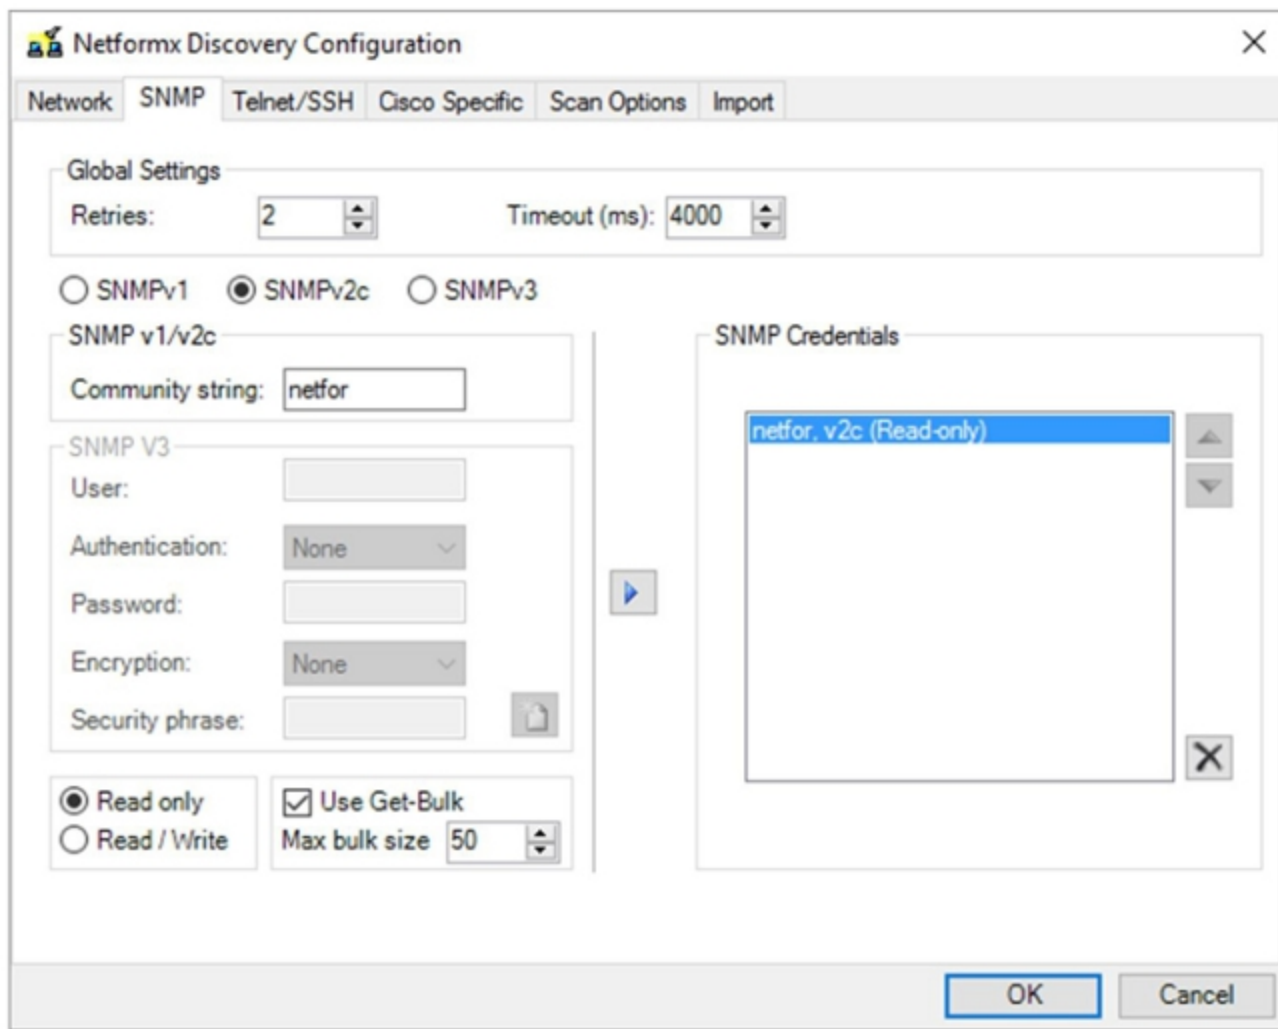 Netformx Discovery Configuration
Network SNMP Telnet/SSH Cisco Specific Scan Options Import
Global Settings
Retries: 2 Timeout (ms): 4000
SNMPv1 SNMPv2c SNMPv3
SNMP v1/v2c
Community string: netfor
SNMP V3
User:
Authentication: None
Password:
Encryption: None
Security phrase:
Read only
Read / Write
Use Get-Bulk
Max bulk size 50
SNMP Credentials
netfor, v2c (Read-only)
OK Cancel